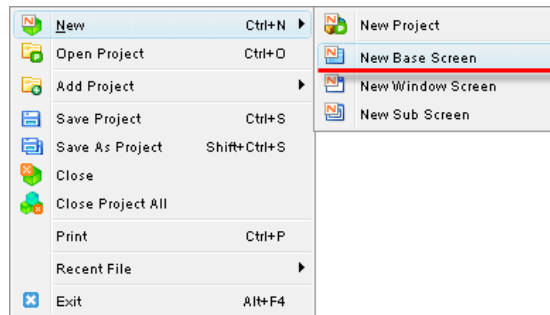 New Ctrl+N
Open Project Ctrl+O
Add Project
Save Project Ctrl+S
Save As Project Shift+Ctrl+S
Close
Close Project All
Print Ctrl+P
Recent File
Exit Alt+F4
New Project
New Base Screen
New Window Screen
New Sub Screen